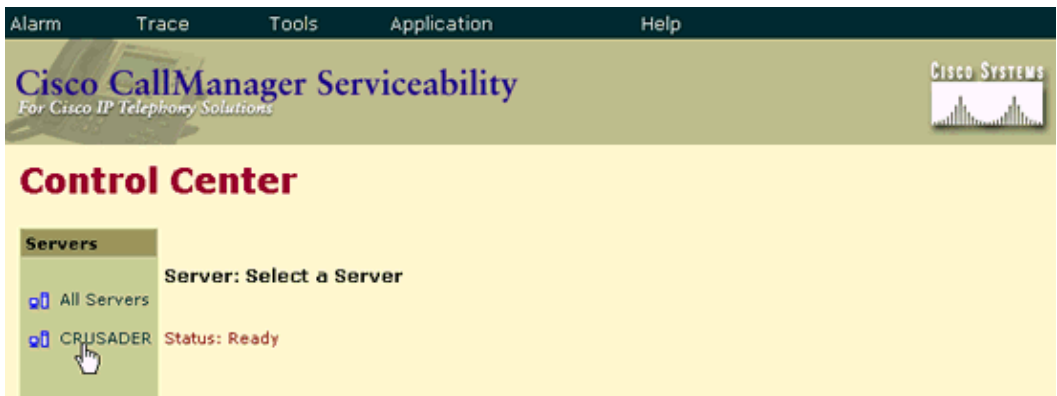 Alarm Trace Tools Application Help
Cisco CallManager Serviceability
For Cisco IP Telephony Solutions
CISCO SYSTEMS
Control Center
Servers
Server: Select a Server
All Servers
CRUSADER
Status: Ready